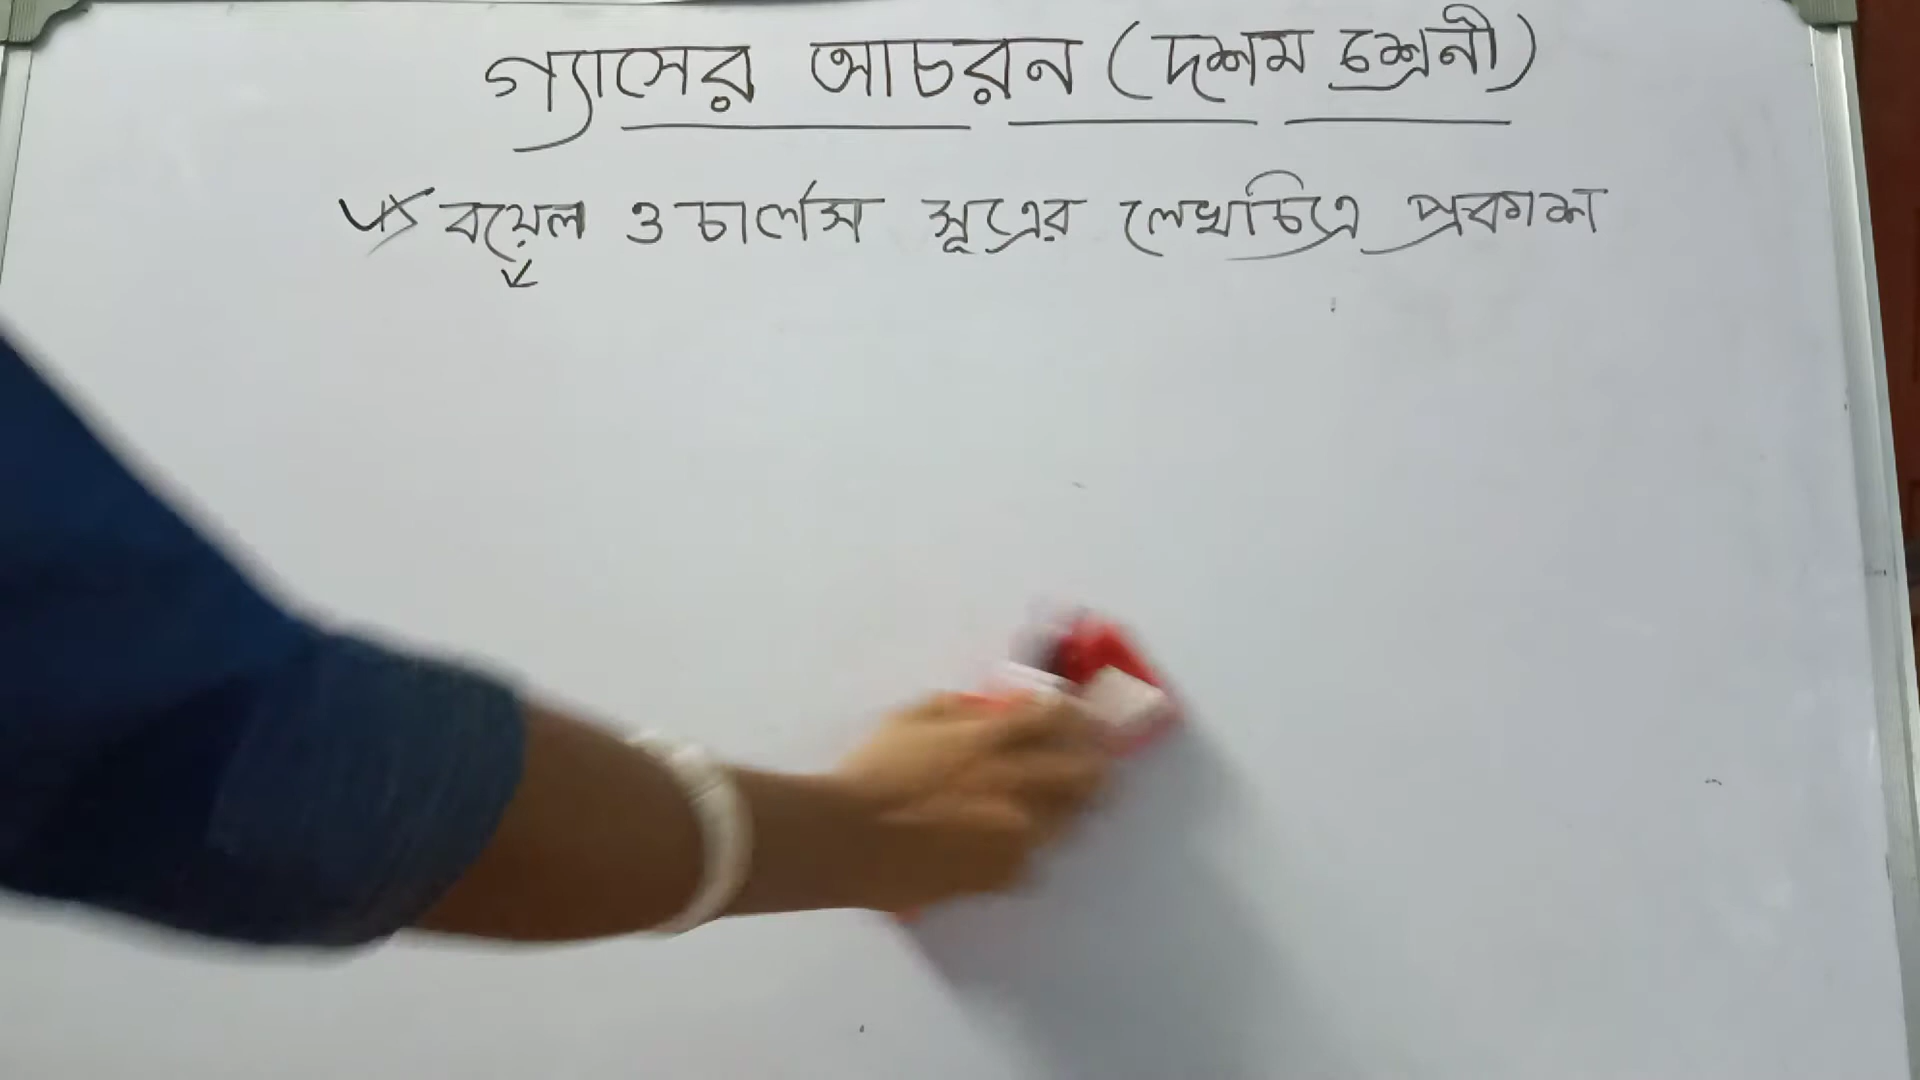 গ্যাসের আচরন (দশম শ্রেনী)
বয়েল ও চার্লস সূত্রের লেখচিত্র প্রকাশ